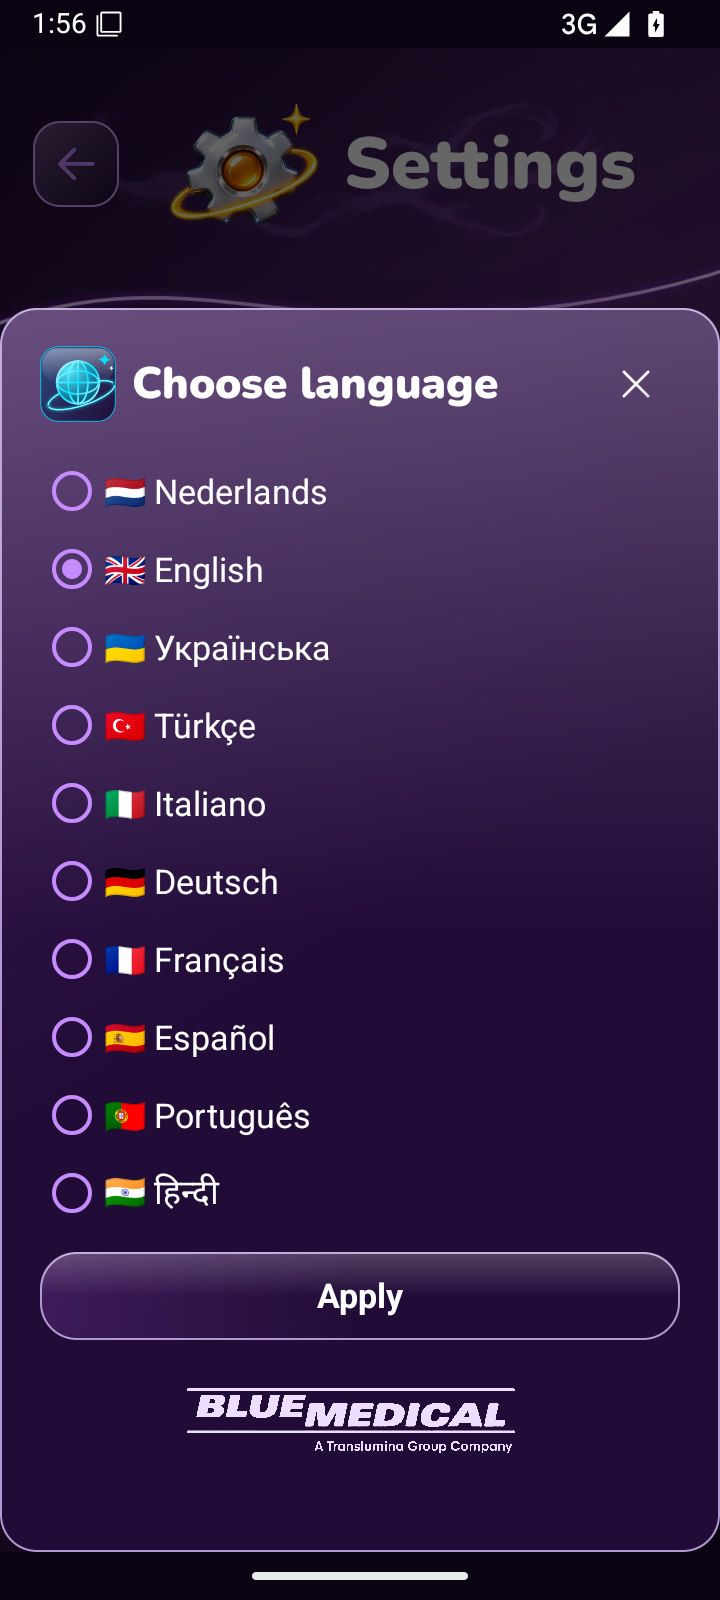 1:56
3G
Settings
Choose language
Nederlands
English
Українська
Türkçe
Italiano
Deutsch
Français
Español
Português
हिन्दी
Apply
BLUEMEDICAL
A Translumina Group Company